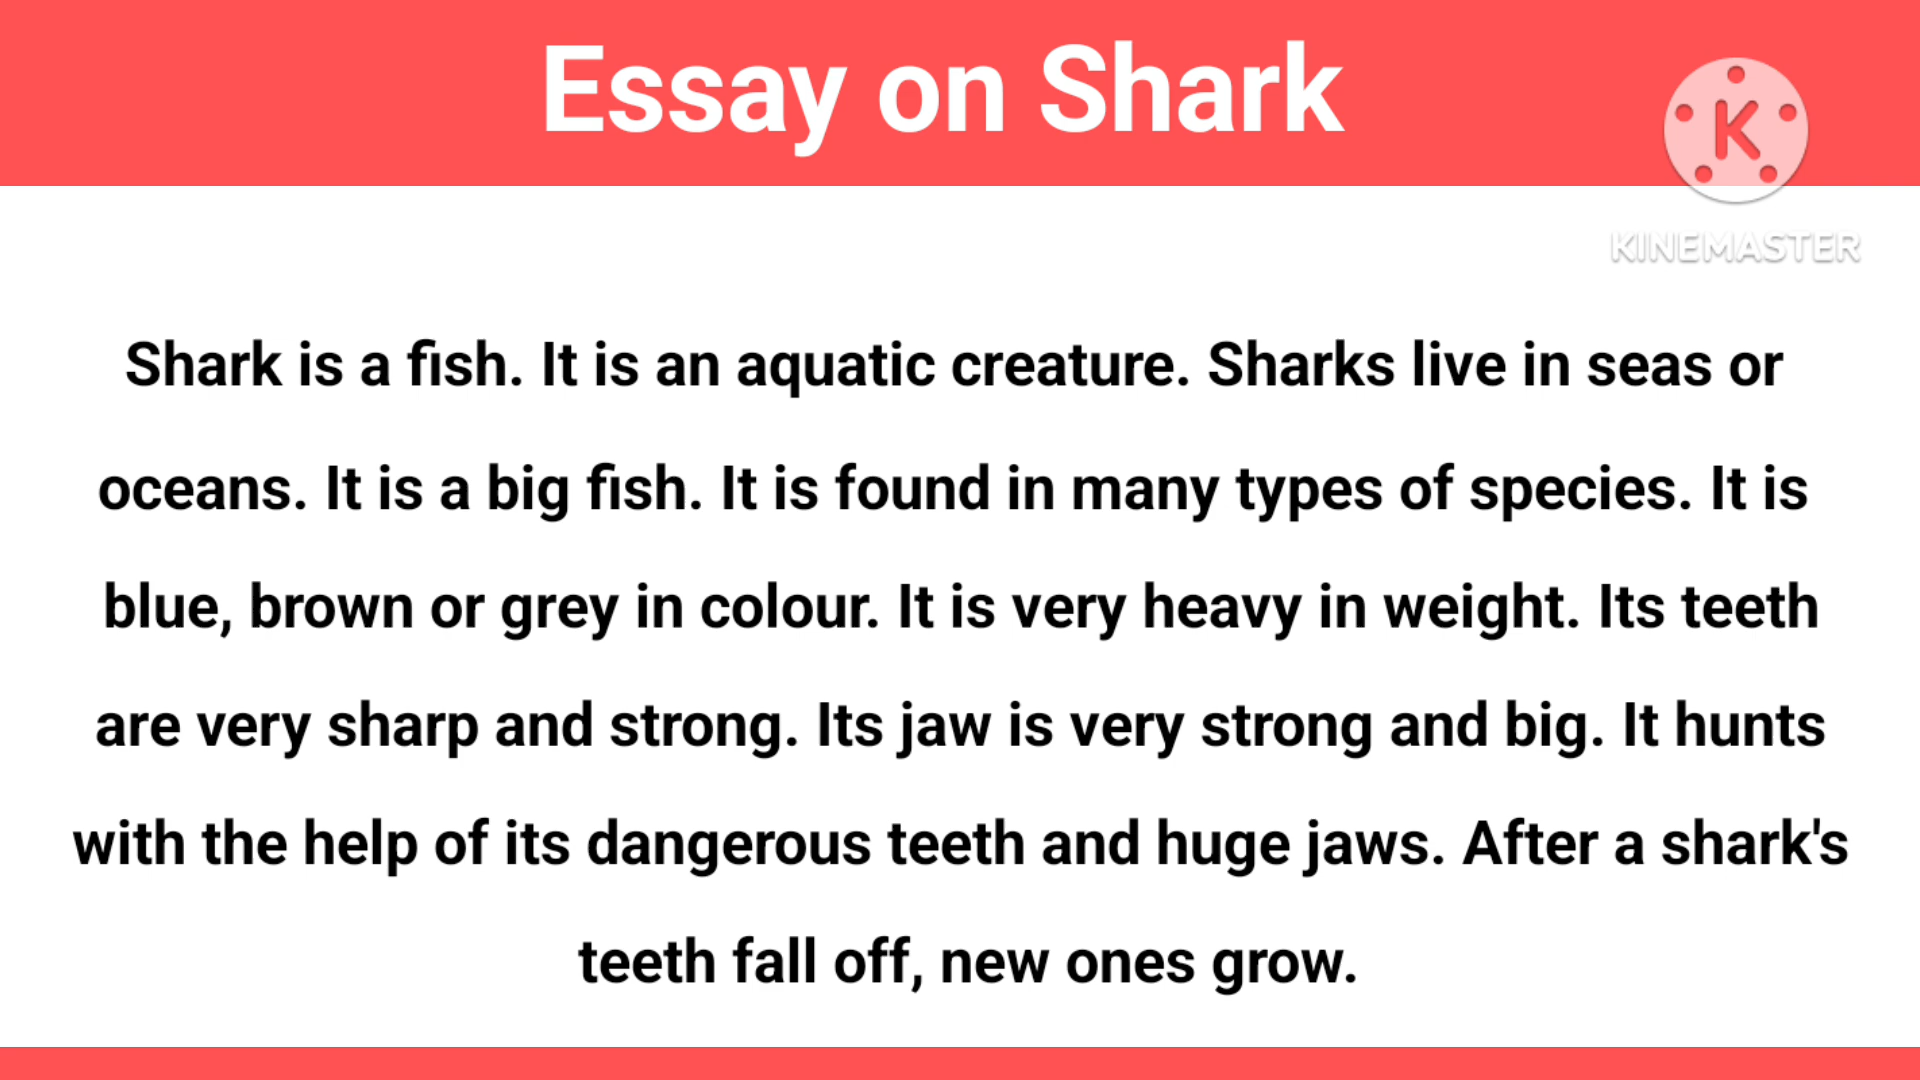 Essay on Shark
K
KINEMASTER
Shark is a fish. It is an aquatic creature. Sharks live in seas or
oceans. It is a big fish. It is found in many types of species. It is
blue, brown or grey in colour. It is very heavy in weight. Its teeth
are very sharp and strong. Its jaw is very strong and big. It hunts
with the help of its dangerous teeth and huge jaws. After a shark's
teeth fall off, new ones grow.